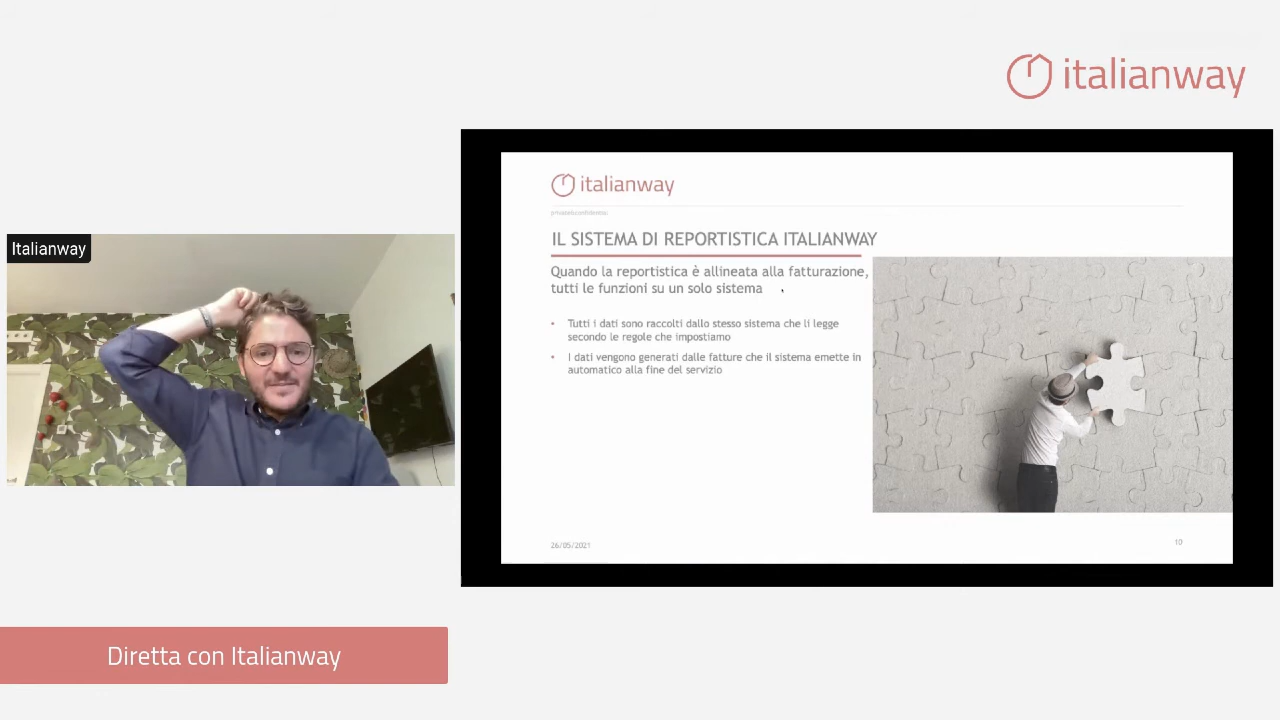 italianway
Italianway
italianway
IL SISTEMA DI REPORTISTICA ITALIANWAY
Quando la reportistica è allineata alla fatturazione,
tutti le funzioni su un solo sistema
• Tutti i dati sono raccolti dallo stesso sistema che li legge
secondo le regole che impostiamo
• I dati vengono generati dalle fatture che il sistema emette in
automatico alla fine del servizio
26/05/2021
10
Diretta con Italianway